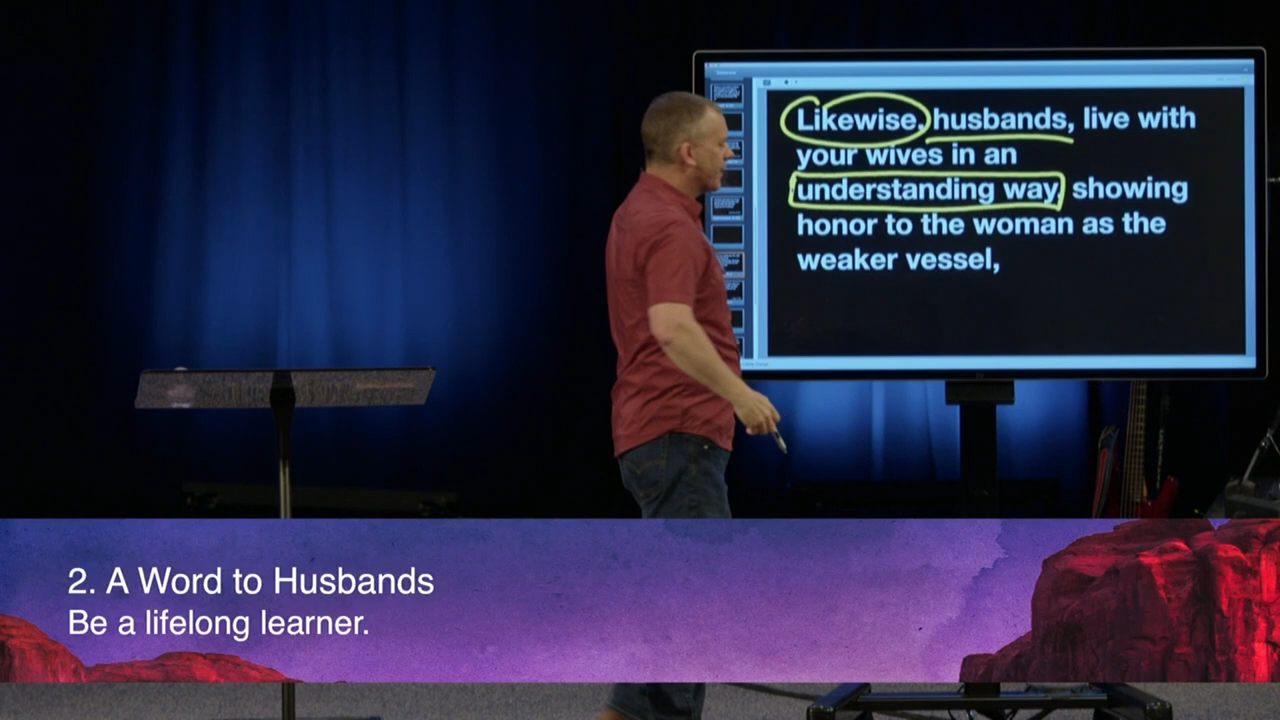 Likewise, husbands, live with
your wives in an
understanding way, showing
honor to the woman as the
weaker vessel,
2. A Word to Husbands
Be a lifelong learner.